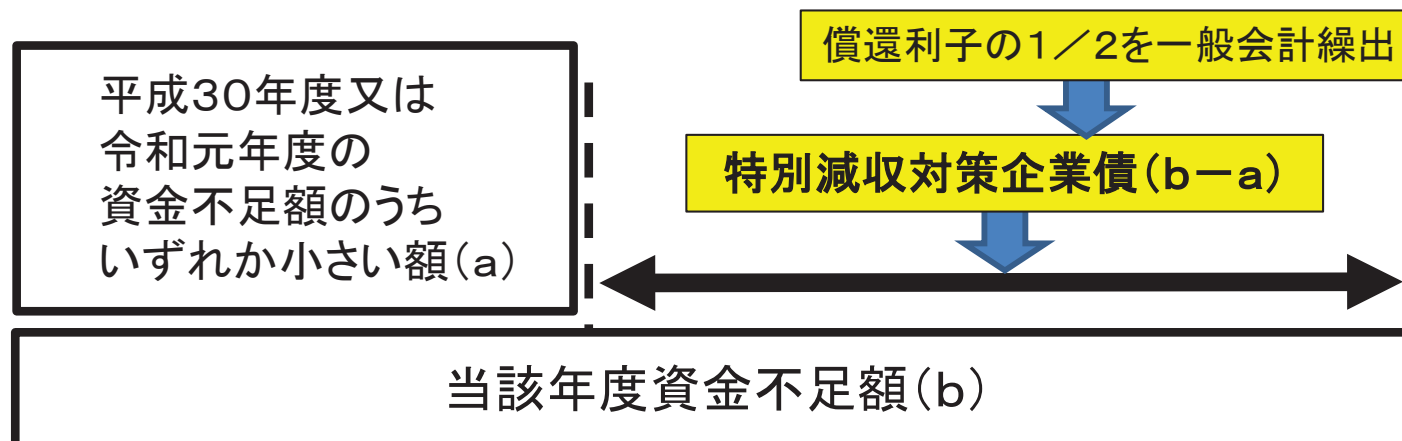 償還利子の1／2を一般会計繰出
平成30年度又は
令和元年度の
資金不足額のうち
いずれか小さい額(a)
特別減収対策企業債(b－a)
当該年度資金不足額(b)